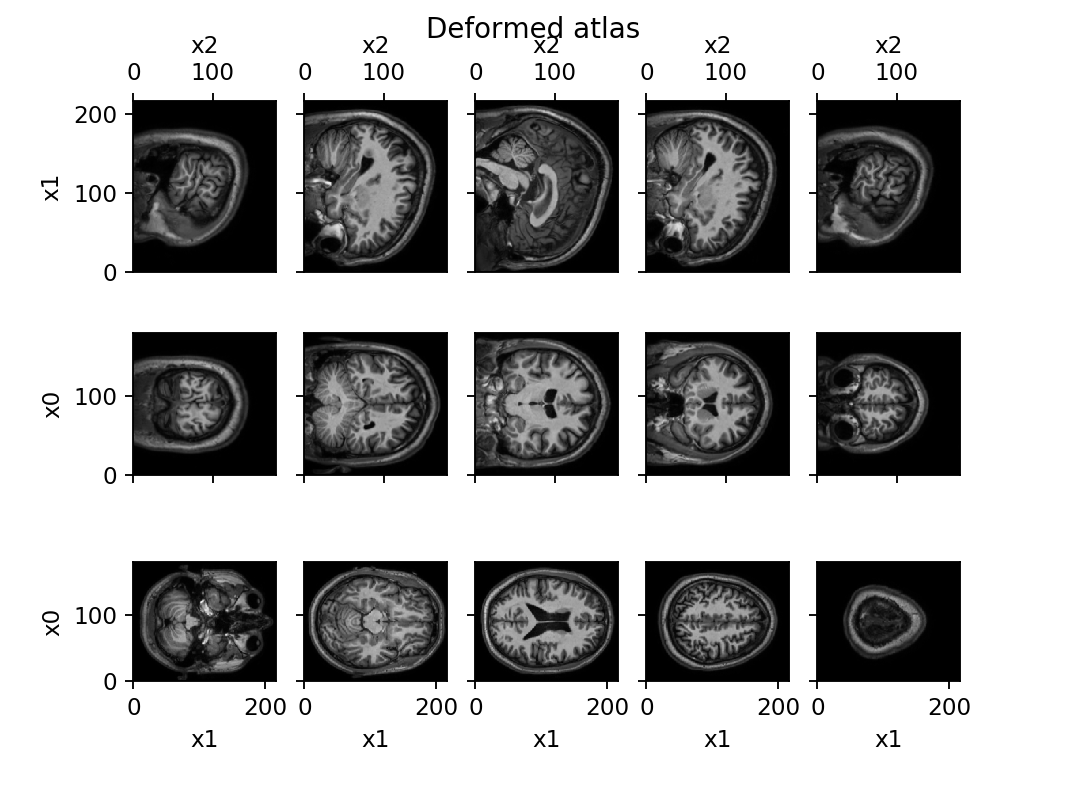 Deformed atlas
x2 x2 x2 x2 x2
0 100 0 100 0 100 0 100 0 100
200
x1 100
0
x0 100
0
x0 100
0
0 200 0 200 0 200 0 200 0 200
x1 x1 x1 x1 x1